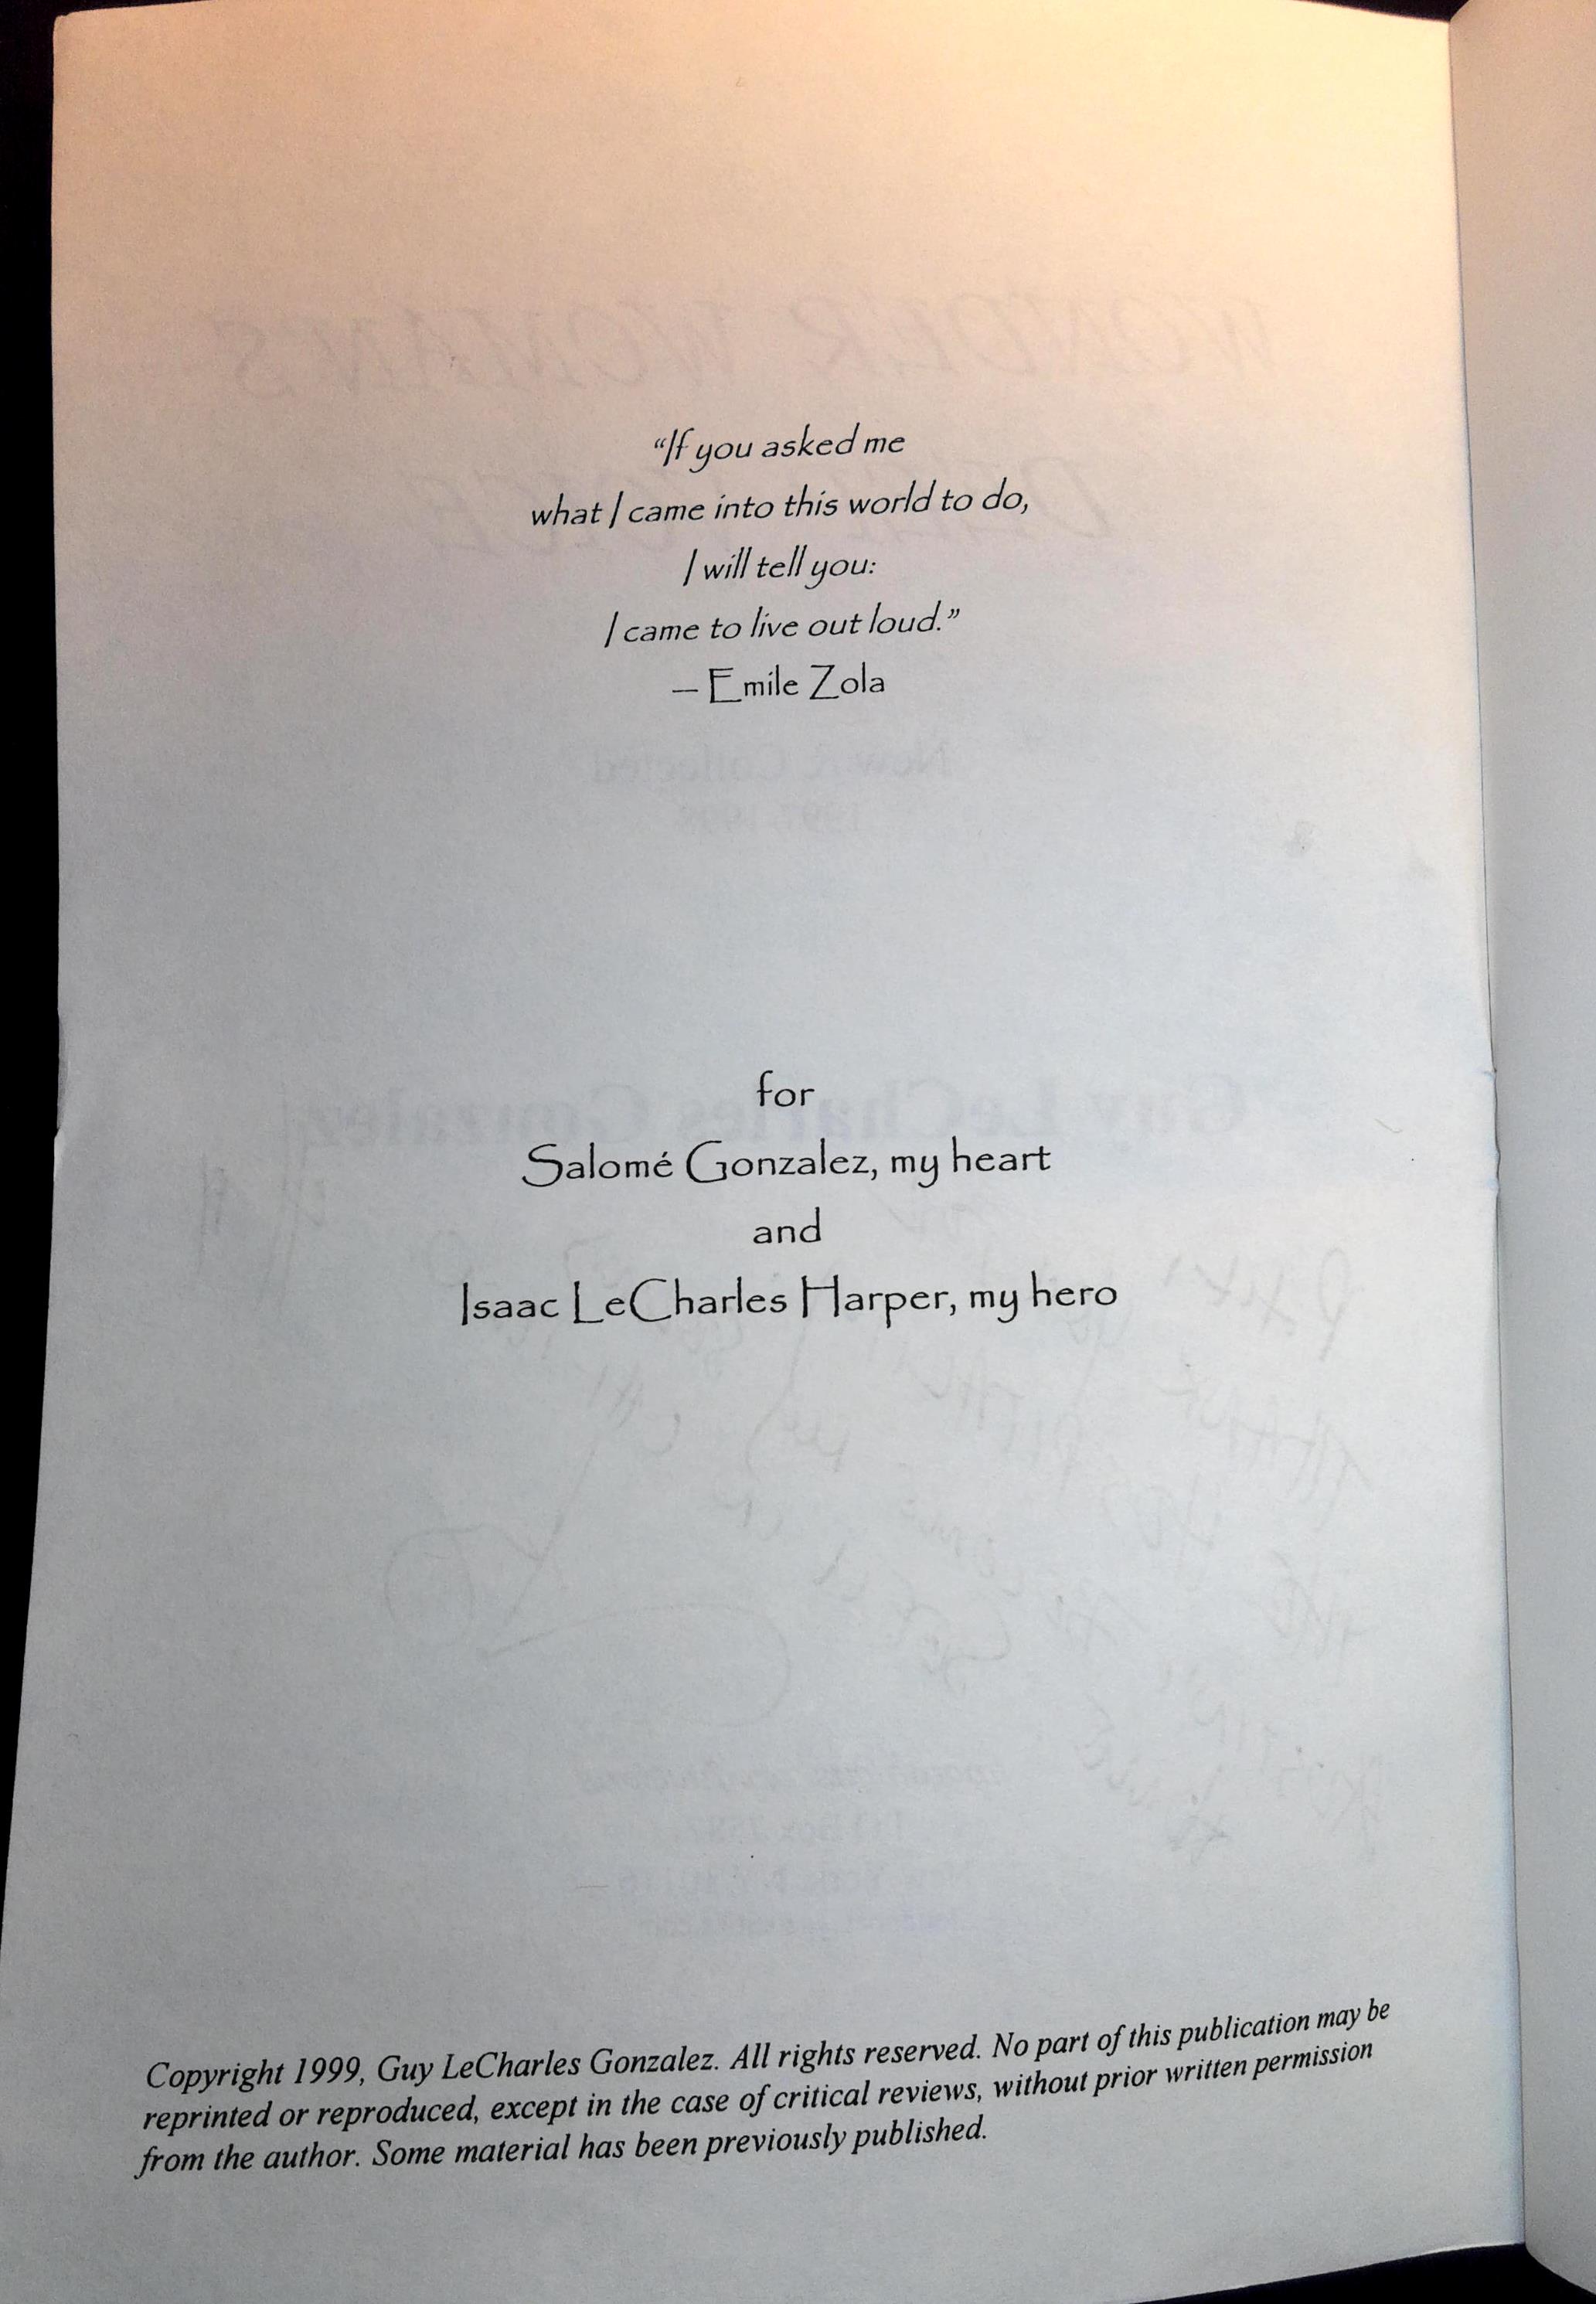 “If you asked me
what I came into this world to do,
I will tell you:
I came to live out loud.”
– Emile Zola
for
Salomé Gonzalez, my heart
and
Isaac LeCharles Harper, my hero
Copyright 1999, Guy LeCharles Gonzalez. All rights reserved. No part of this publication may be
reprinted or reproduced, except in the case of critical reviews, without prior written permission
from the author. Some material has been previously published.